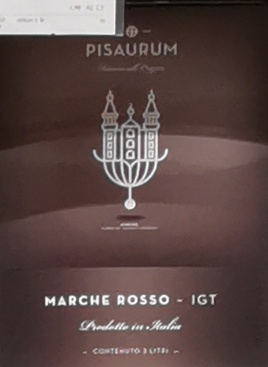 PISAURUM
MARCHE ROSSO - IGT
Prodotto in Italia
- CONTENUTO 3 LITRI -